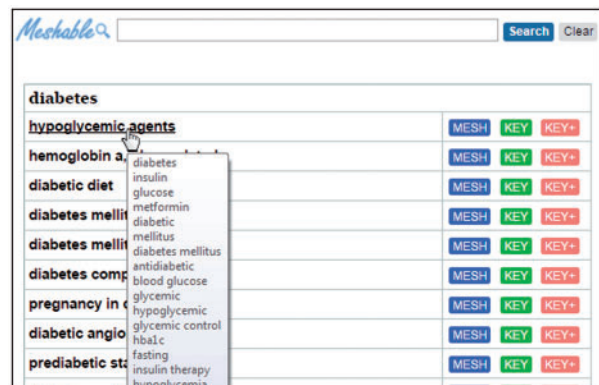 Meshable Search Clear
diabetes
hypoglycemic agents MESH KEY KEY+
hemoglobin a, MESH KEY KEY+
diabetic diet MESH KEY KEY+
diabetes mellit MESH KEY KEY+
diabetes mellit MESH KEY KEY+
diabetes comp MESH KEY KEY+
pregnancy in MESH KEY KEY+
diabetic angio MESH KEY KEY+
prediabetic sta MESH KEY KEY+
diabetes
insulin
glucose
metformin
diabetic
mellitus
diabetes mellitus
antidiabetic
blood glucose
glycemic
hypoglycemic
glycemic control
hba1c
fasting
insulin therapy
hypoglycemia